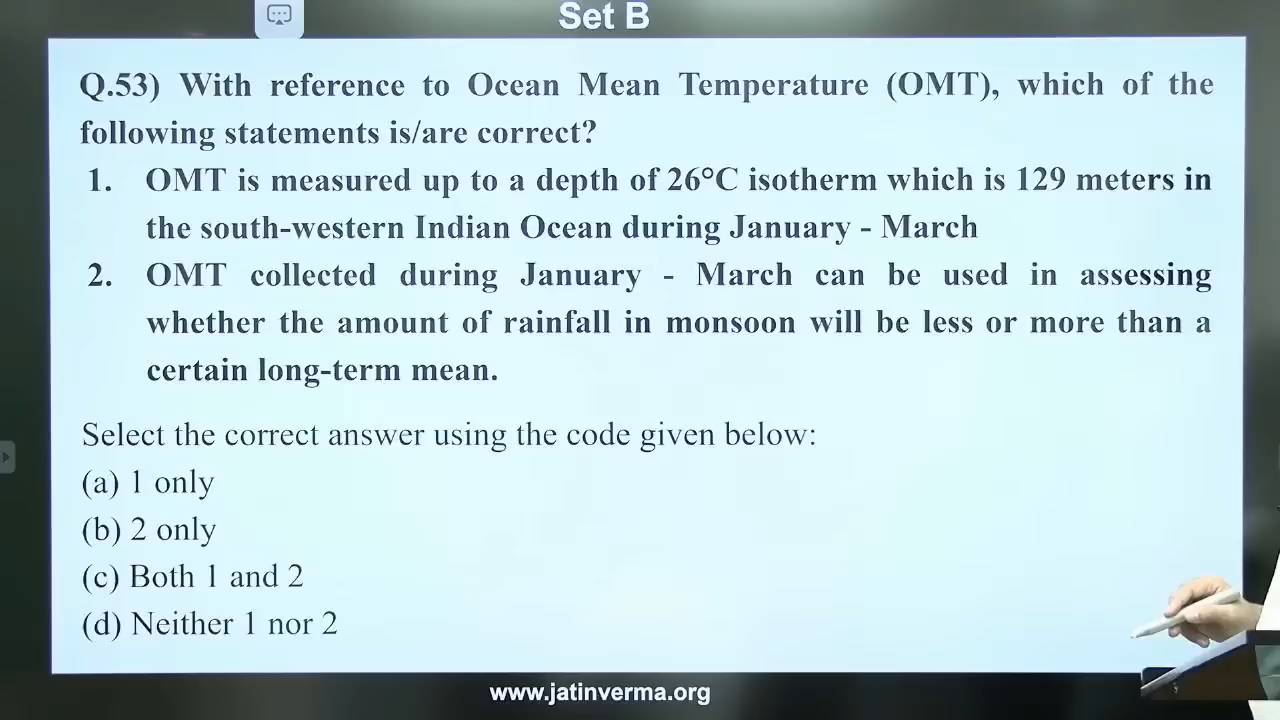 Set B
Q.53) With reference to Ocean Mean Temperature (OMT), which of the
following statements is/are correct?
1. OMT is measured up to a depth of 26°C isotherm which is 129 meters in
the south-western Indian Ocean during January - March
2. OMT collected during January - March can be used in assessing
whether the amount of rainfall in monsoon will be less or more than a
certain long-term mean.
Select the correct answer using the code given below:
(a) 1 only
(b) 2 only
(c) Both 1 and 2
(d) Neither 1 nor 2
www.jatinverma.org